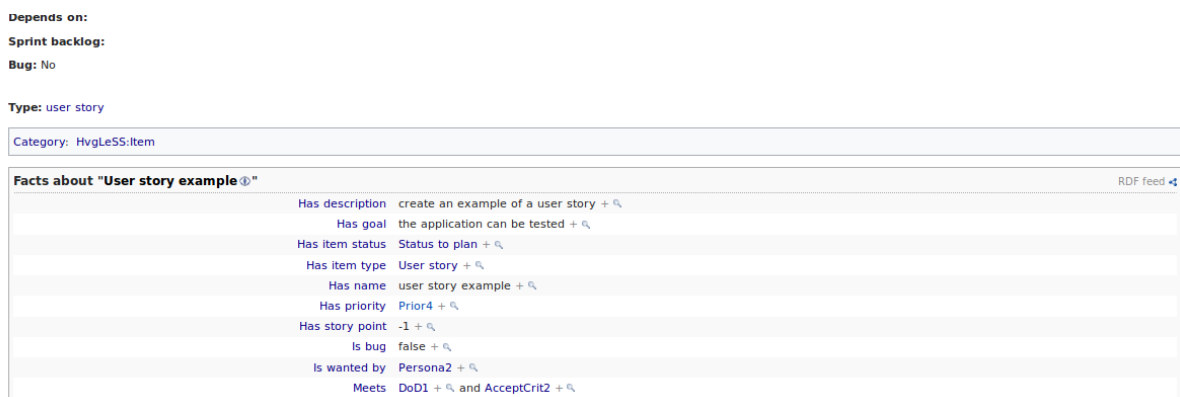 Depends on:
Sprint backlog:
Bug: No
Type: user story
Category: HvgLeSS:Item
Facts about "User story example"
RDF feed
Has description create an example of a user story +
Has goal the application can be tested +
Has item status Status to plan +
Has item type User story +
Has name user story example +
Has priority Prior4 +
Has story point -1 +
Is bug false +
Is wanted by Persona2 +
Meets DoD1 + and AcceptCrit2 +